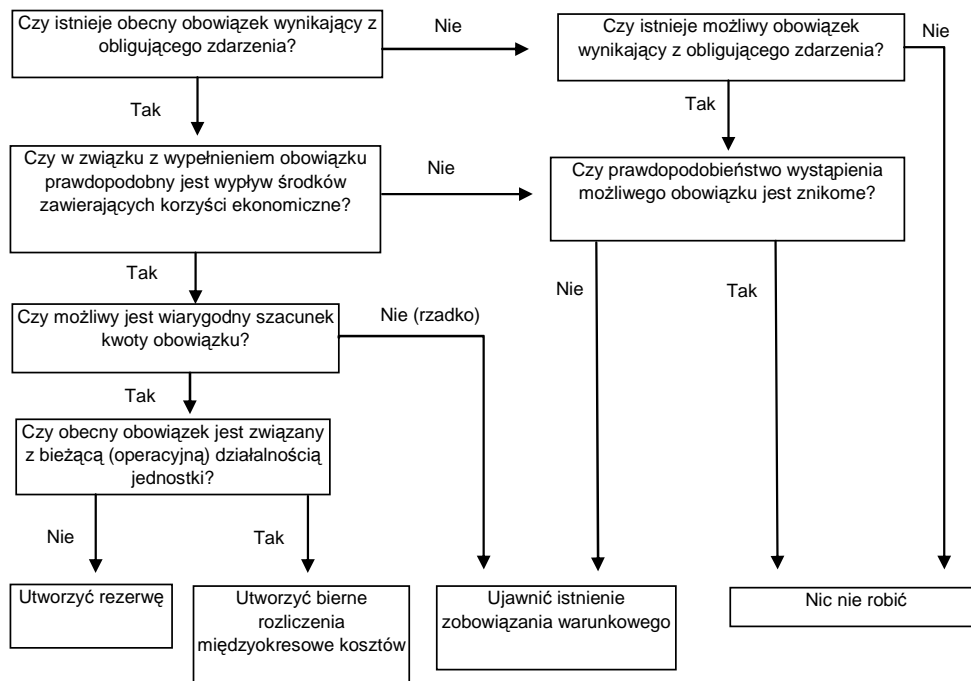 Czy istnieje obecny obowiązek wynikający z
obligującego zdarzenia?
Nie
Czy istnieje możliwy obowiązek
wynikający z obligującego zdarzenia?
Nie
Tak
Tak
Czy w związku z wypełnieniem obowiązku
prawdopodobny jest wypływ środków
zawierających korzyści ekonomiczne?
Nie
Czy prawdopodobieństwo wystąpienia
możliwego obowiązku jest znikome?
Tak
Nie
Tak
Czy możliwy jest wiarygodny szacunek
kwoty obowiązku?
Nie (rzadko)
Tak
Czy obecny obowiązek jest związany
z bieżącą (operacyjną) działalnością
jednostki?
Nie
Tak
Utworzyć rezerwę
Utworzyć bierne
rozliczenia
międzyokresowe kosztów
Ujawnić istnienie
zobowiązania warunkowego
Nic nie robić